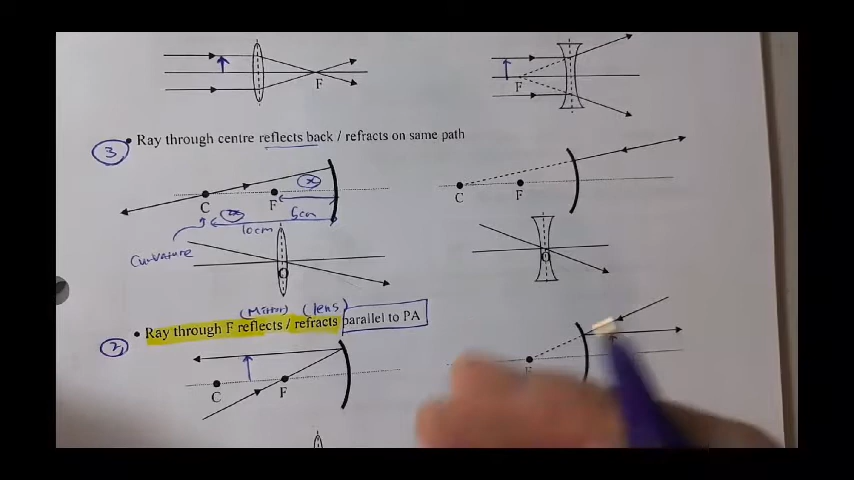 F
F
3 • Ray through centre reflects back / refracts on same path
C F x
2x 5cm
10cm
Curvature
C F
O
O
(Mirror) (lens)
2 • Ray through F reflects / refracts parallel to PA
C F
F